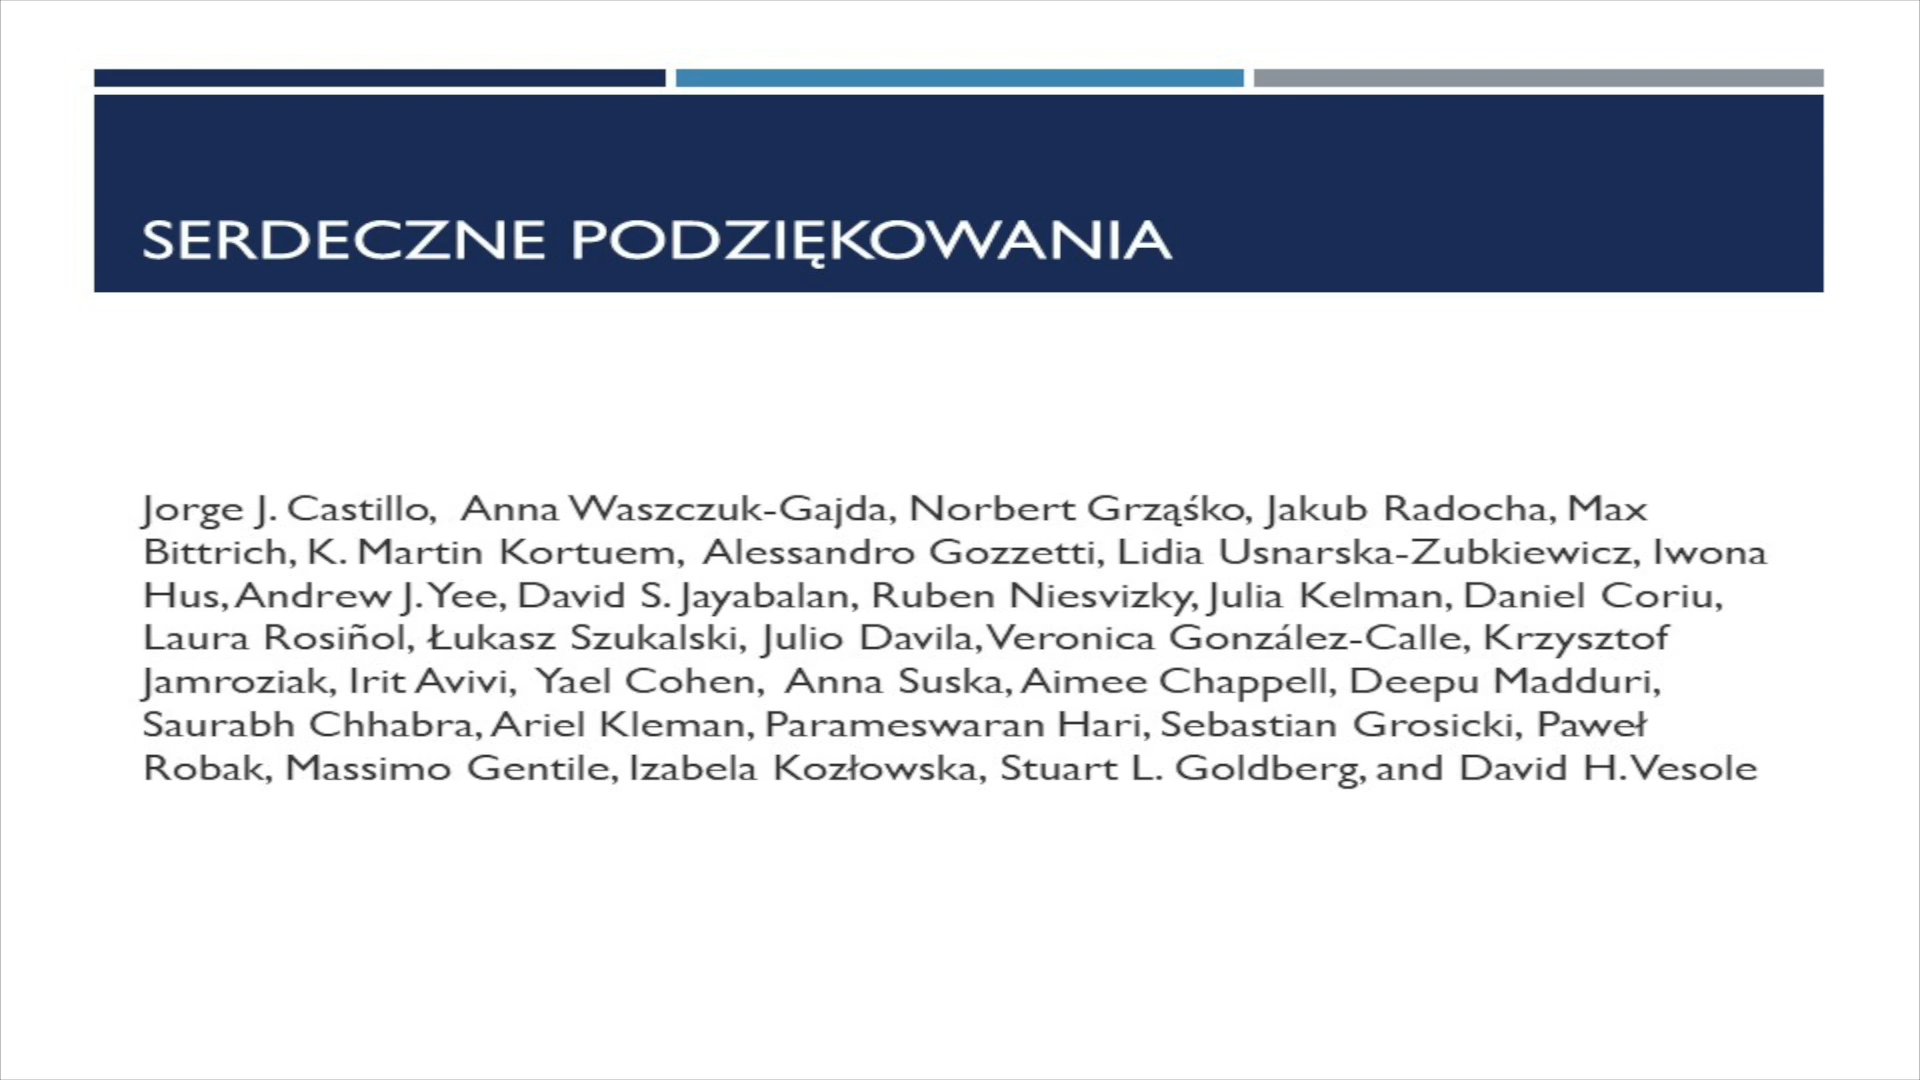 SERDECZNE PODZIĘKOWANIA
Jorge J. Castillo, Anna Waszczuk-Gajda, Norbert Grząśko, Jakub Radocha, Max
Bittrich, K. Martin Kortuem, Alessandro Gozzetti, Lidia Usnarska-Zubkiewicz, Iwona
Hus, Andrew J. Yee, David S. Jayabalan, Ruben Niesvizky, Julia Kelman, Daniel Coriu,
Laura Rosiñol, Łukasz Szukalski, Julio Davila, Veronica González-Calle, Krzysztof
Jamroziak, Irit Avivi, Yael Cohen, Anna Suska, Aimee Chappell, Deepu Madduri,
Saurabh Chhabra, Ariel Kleman, Parameswaran Hari, Sebastian Grosicki, Paweł
Robak, Massimo Gentile, Izabela Kozłowska, Stuart L. Goldberg, and David H. Vesole